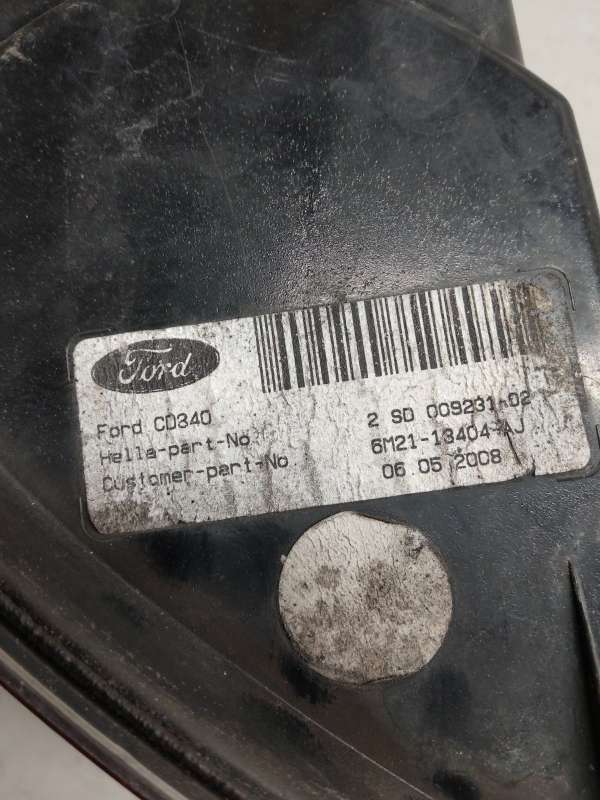 Ford
Ford CD340 2 SD 009231-02
Hella-part-No. 6M21-13404-AJ
Customer-part-No 06 05 2008